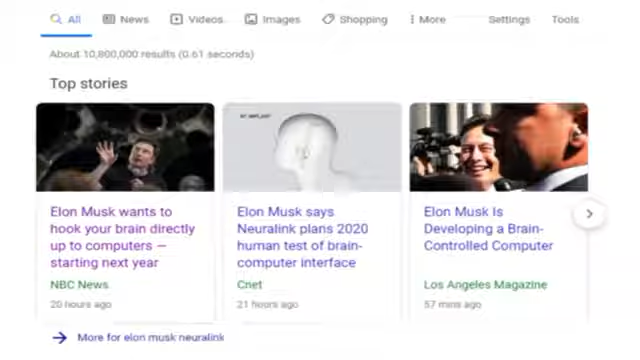 All News Videos Images Shopping More Settings Tools
About 10,800,000 results (0.61 seconds)
Top stories
Elon Musk wants to
hook your brain directly
up to computers —
starting next year
NBC News
20 hours ago
Elon Musk says
Neuralink plans 2020
human test of brain-
computer interface
Cnet
21 hours ago
Elon Musk Is
Developing a Brain-
Controlled Computer
Los Angeles Magazine
57 mins ago
More for elon musk neuralink